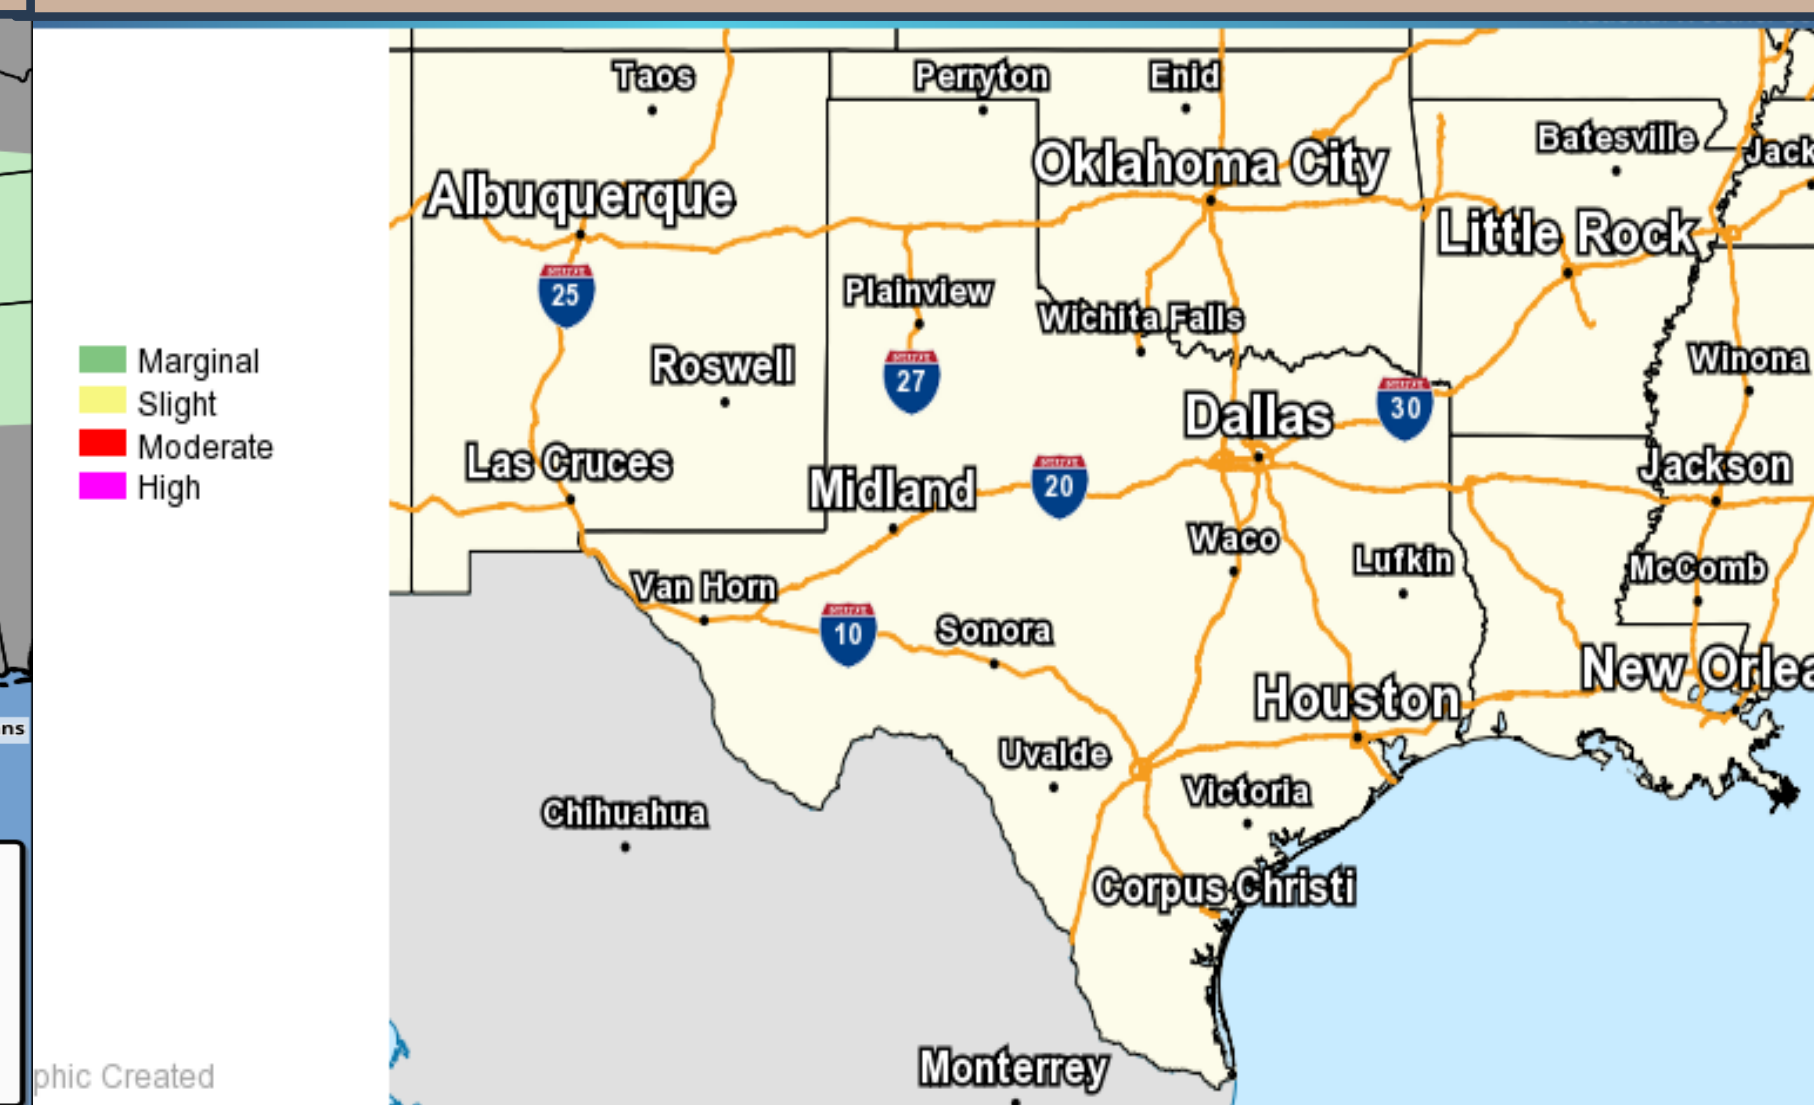 Taos
Perryton
Enid
Batesville
Jack
Oklahoma City
Albuquerque
Little Rock
25
Plainview
Wichita Falls
Winona
Marginal
Roswell
27
30
Slight
Dallas
Moderate
Las Cruces
Jackson
High
Midland
20
Waco
Lufkin
McComb
Van Horn
10
Sonora
New Orlea
Houston
ns
Uvalde
Victoria
Chihuahua
Corpus Christi
Monterrey
phic Created